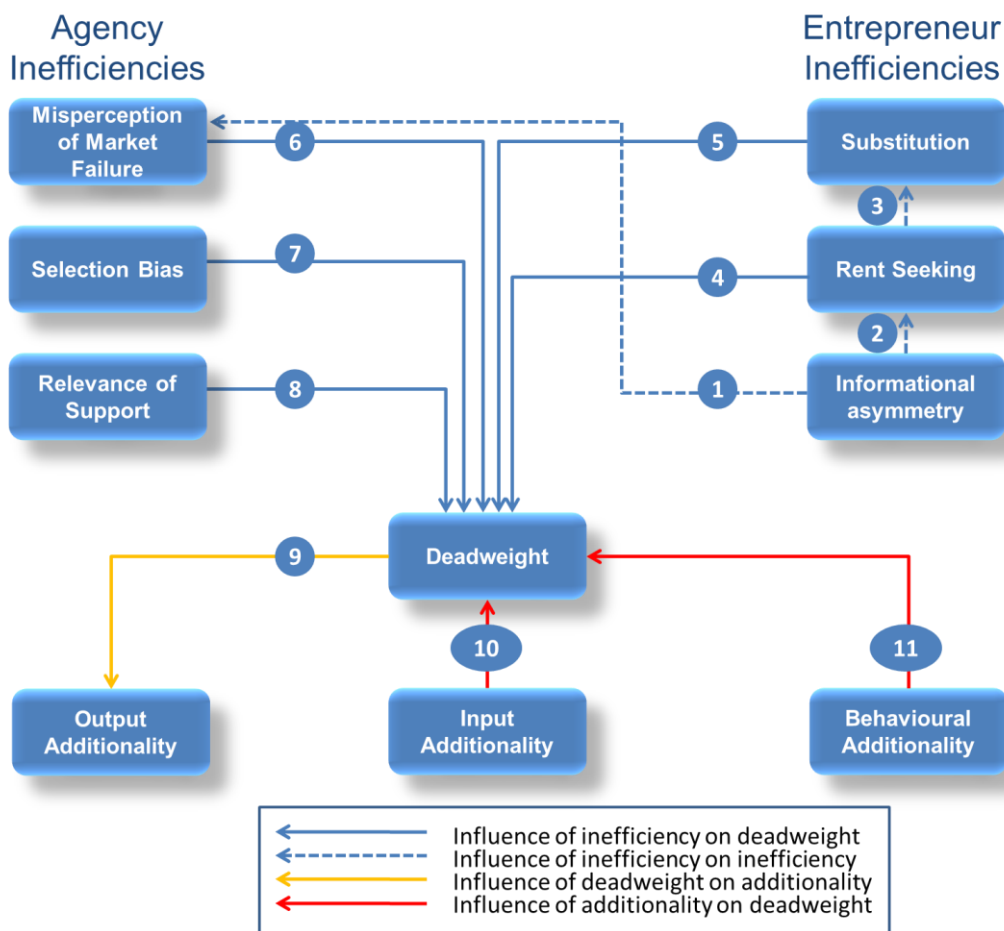 Agency
Inefficiencies
Entrepreneur
Inefficiencies
Misperception
of Market
Failure
6
5
Substitution
3
Selection Bias
7
4
Rent Seeking
2
Relevance of
Support
8
1
Informational
asymmetry
9
Deadweight
10
11
Output
Additionality
Input
Additionality
Behavioural
Additionality
Influence of inefficiency on deadweight
Influence of inefficiency on inefficiency
Influence of deadweight on additionality
Influence of additionality on deadweight